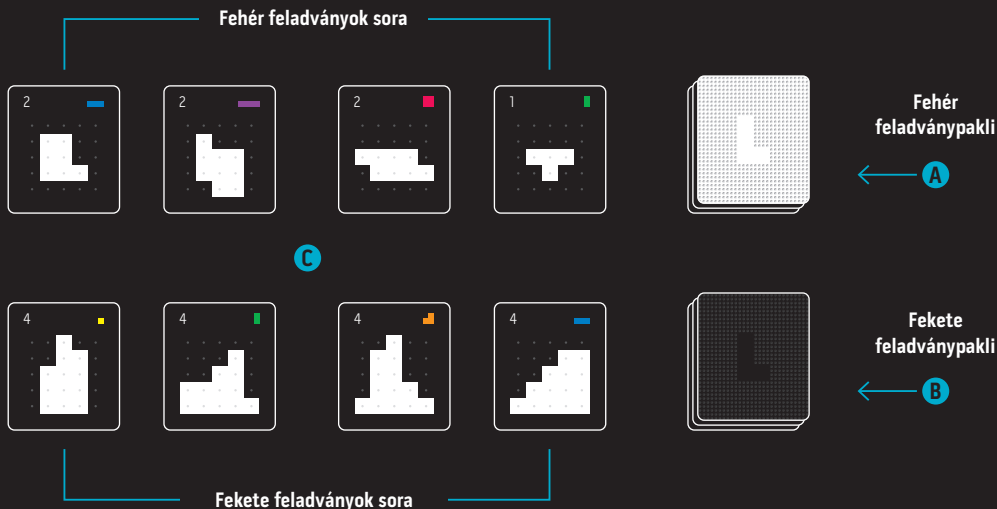 Fehér feladványok sora
2
2
2
1
Fehér
feladványpakli
A
C
4
4
4
4
Fekete
feladványpakli
B
Fekete feladványok sora